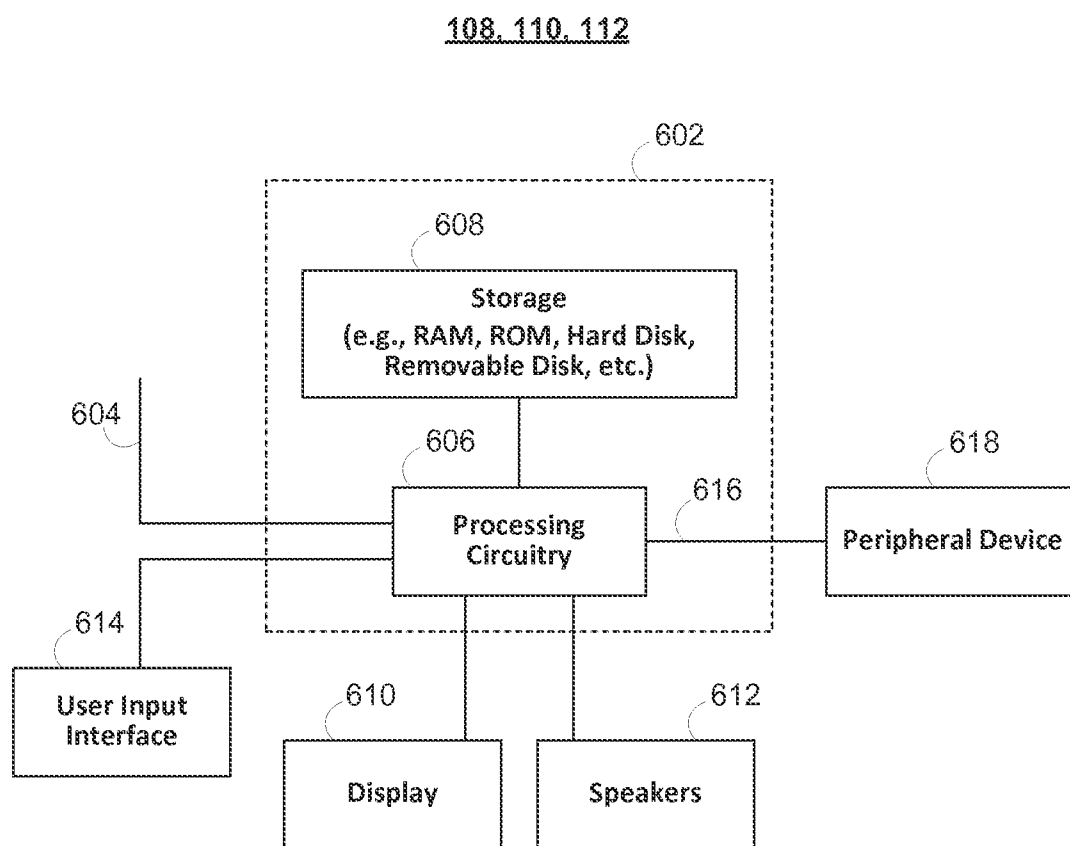 108, 110, 112
602
608
Storage
(e.g., RAM, ROM, Hard Disk,
Removable Disk, etc.)
604
606
618
616
Processing
Circuitry
Peripheral Device
614
User Input
Interface
610
612
Display
Speakers